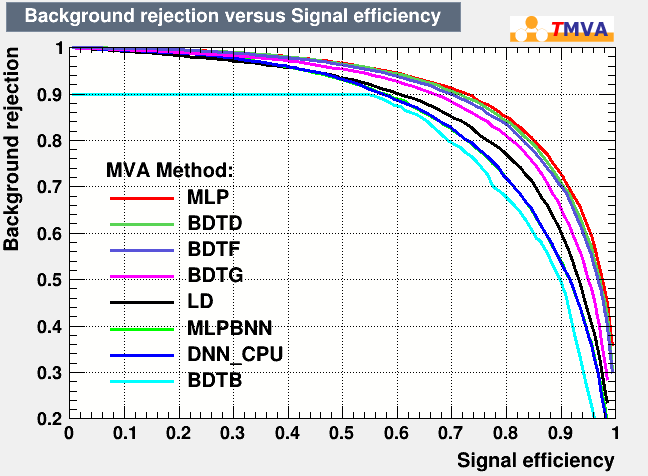 Background rejection versus Signal efficiency
TMVA
Background rejection
1
0.9
0.8
0.7
0.6
0.5
0.4
0.3
0.2
MVA Method:
MLP
BDTD
BDTF
BDTG
LD
MLPBNN
DNN_CPU
BDTB
0 0.1 0.2 0.3 0.4 0.5 0.6 0.7 0.8 0.9 1
Signal efficiency